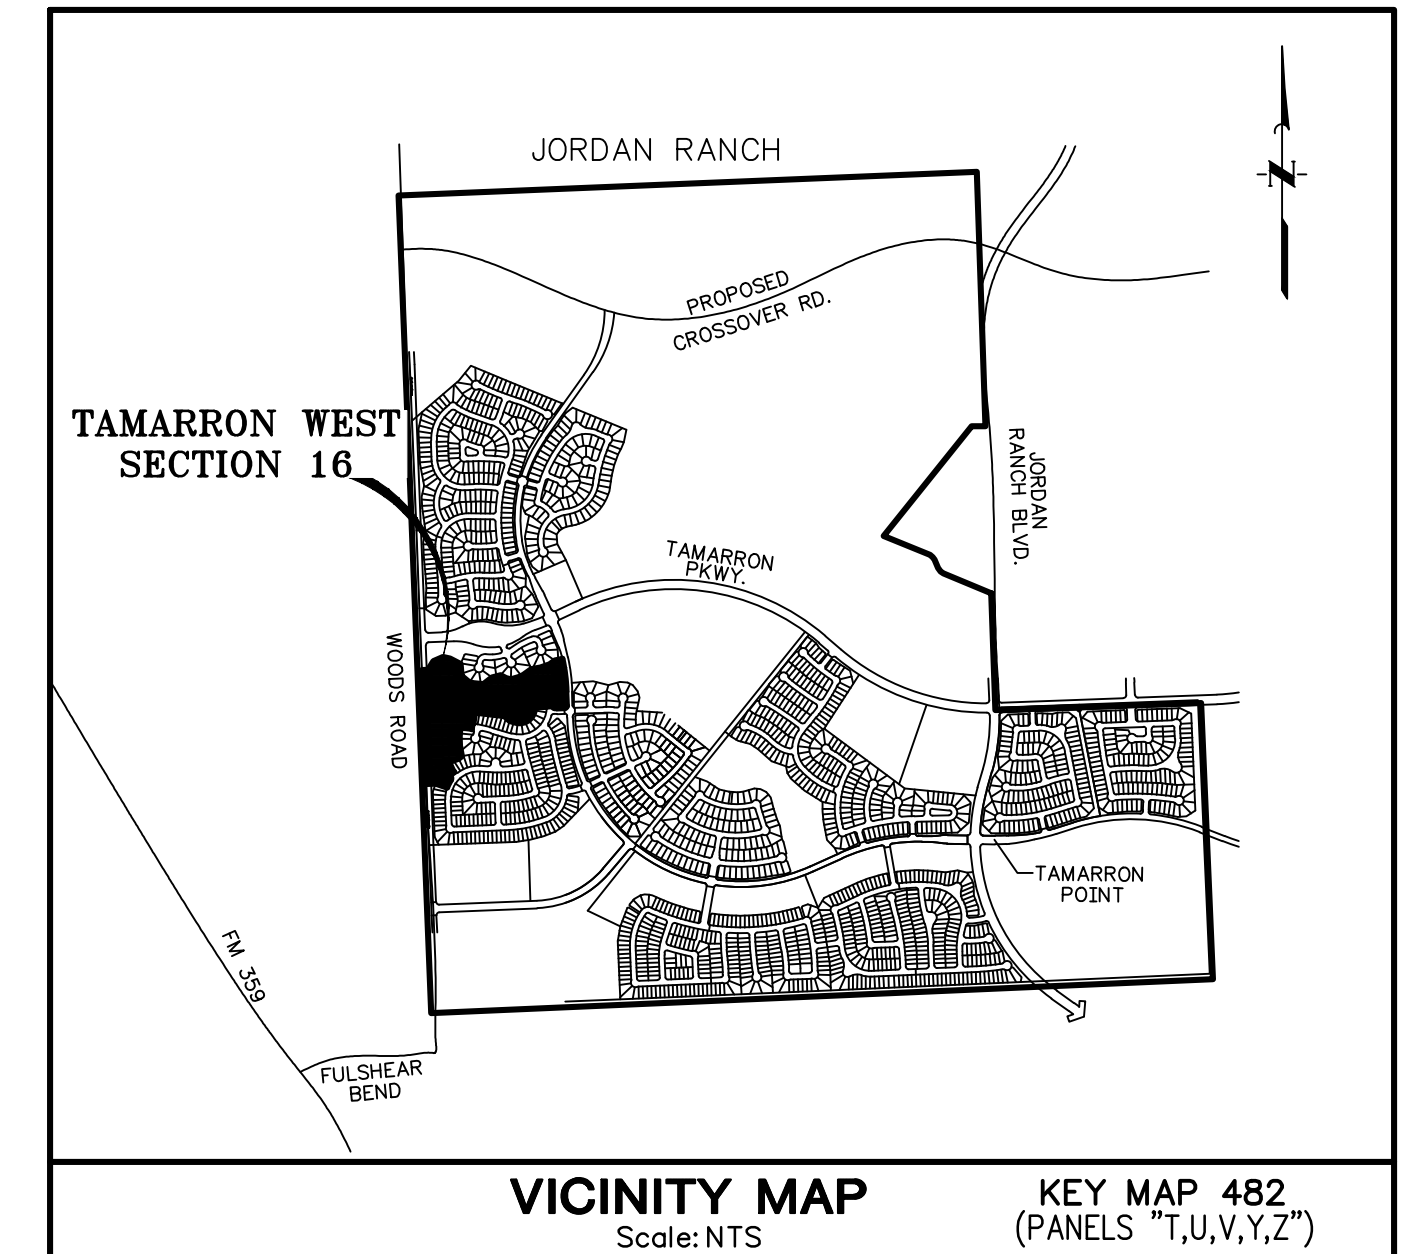 JORDAN RANCH
N
PROPOSED
CROSSOVER RD.
TAMARRON WEST
SECTION 16
JORDAN
RANCH BLVD.
TAMARRON
PKWY.
WOODS ROAD
TAMARRON
POINT
FM 359
FULSHEAR
BEND
VICINITY MAP
Scale: NTS
KEY MAP 482
(PANELS "T,U,V,Y,Z")